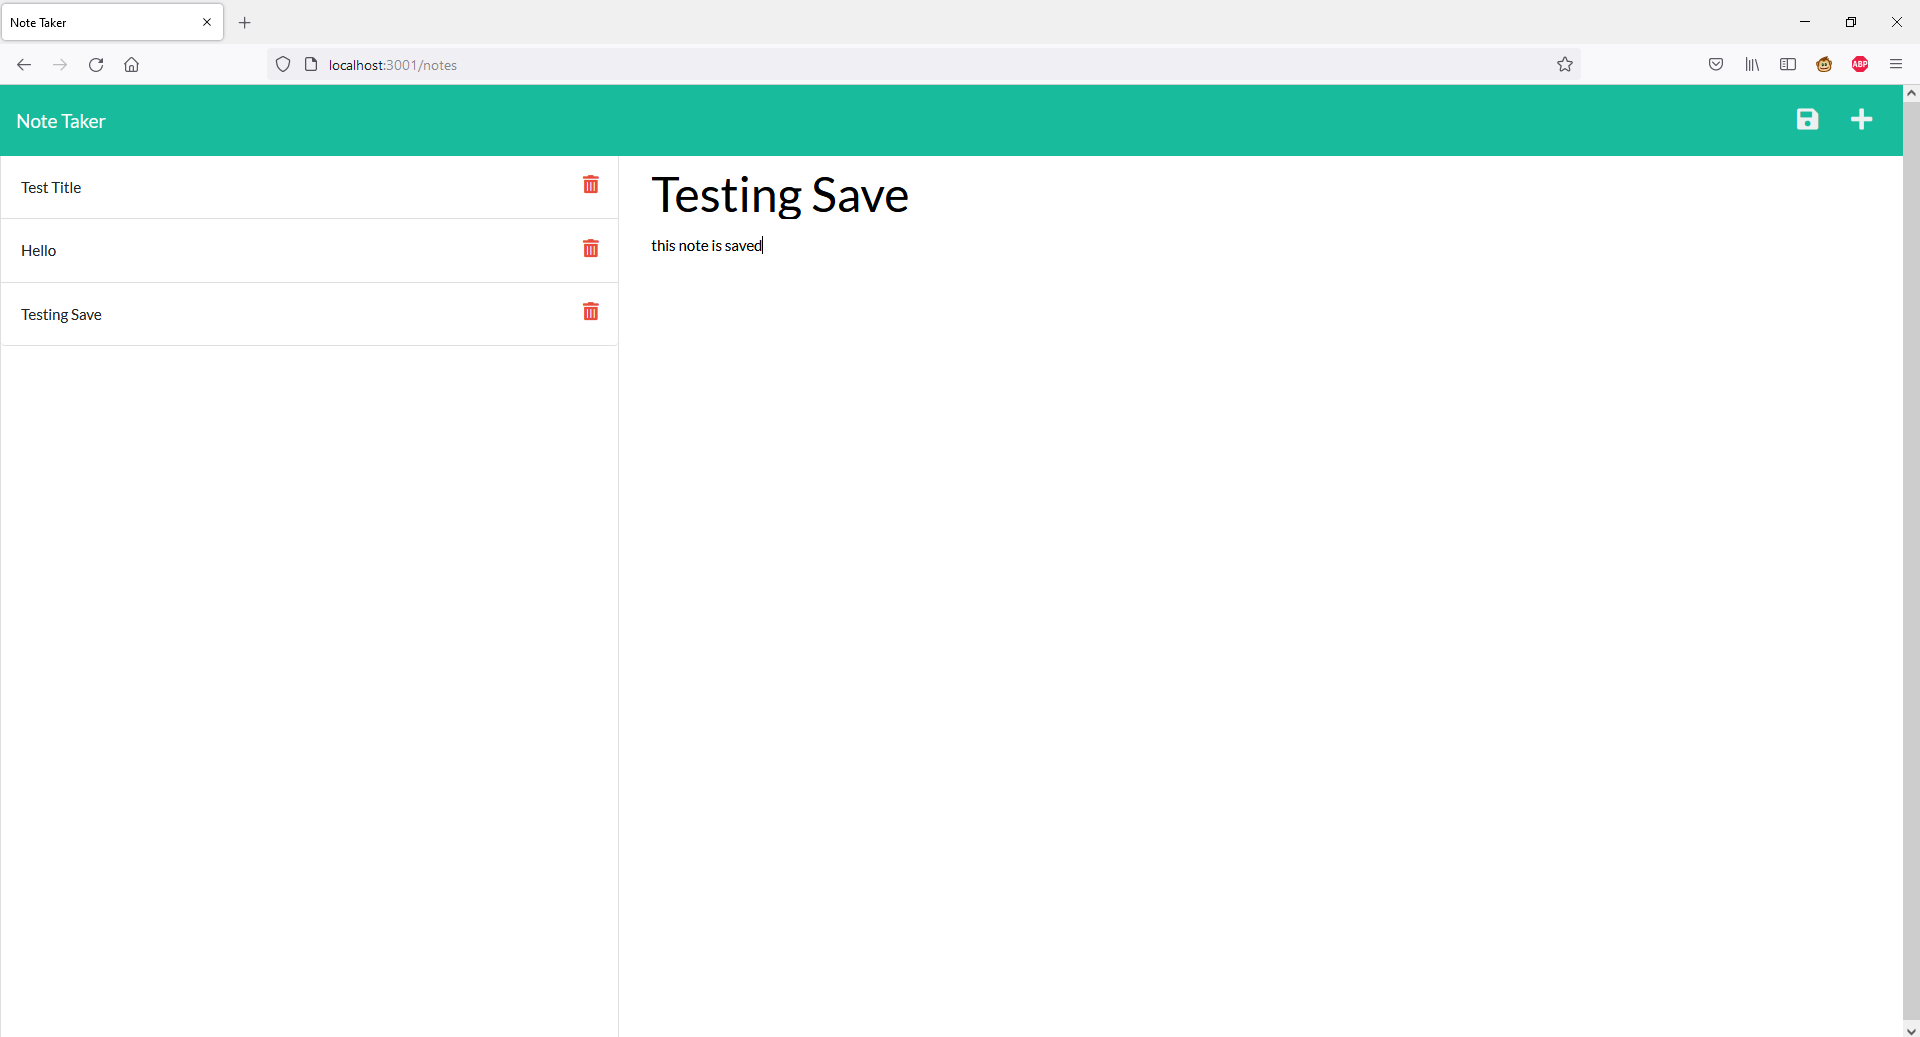 Note Taker
localhost:3001/notes
ABP
Note Taker
Test Title
Hello
Testing Save
Testing Save
this note is saved